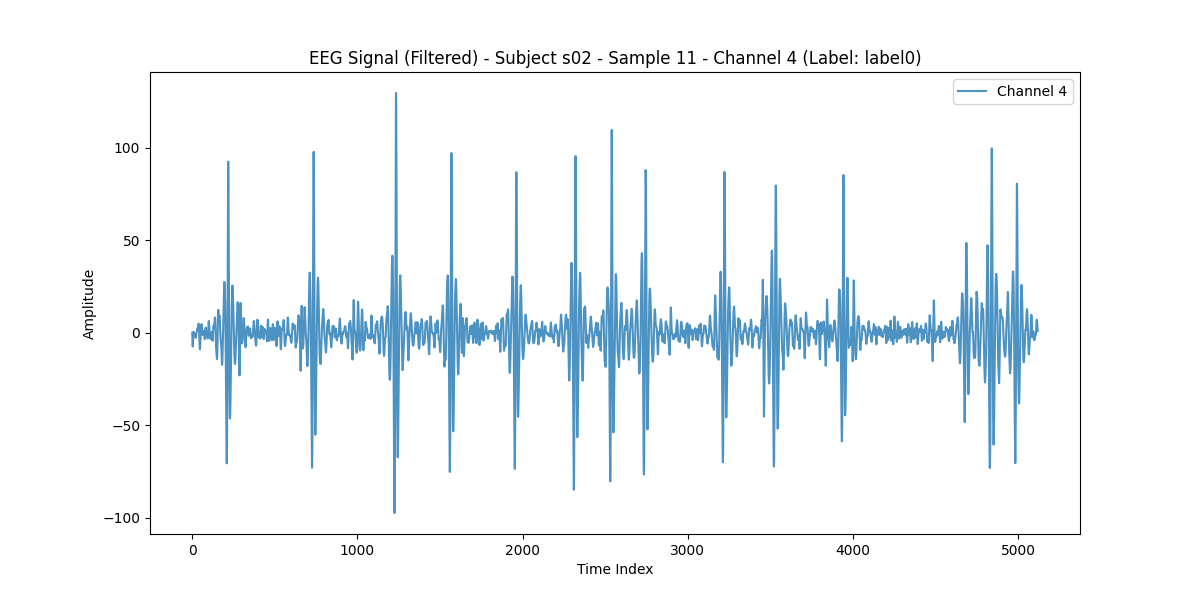 EEG Signal (Filtered) - Subject s02 - Sample 11 - Channel 4 (Label: label0)
Channel 4
Amplitude
100
50
0
−50
−100
0 1000 2000 3000 4000 5000
Time Index